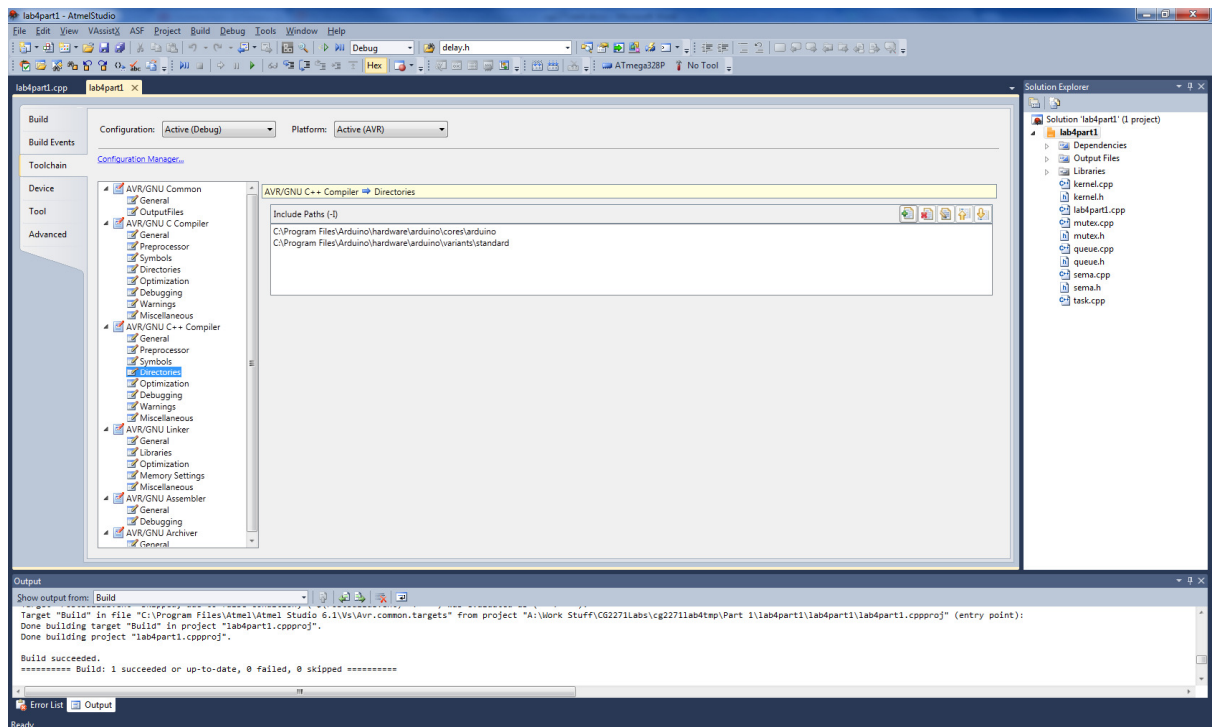 lab4part1 - AtmelStudio
File Edit View VAssistX ASF Project Build Debug Tools Window Help
Debug delay.h
Hex ATmega328P No Tool
lab4part1.cpp lab4part1
Build
Build Events
Toolchain
Device
Tool
Advanced
Configuration: Active (Debug) Platform: Active (AVR)
Configuration Manager...
AVR/GNU Common
General
OutputFiles
AVR/GNU C Compiler
General
Preprocessor
Symbols
Directories
Optimization
Debugging
Warnings
Miscellaneous
AVR/GNU C++ Compiler
General
Preprocessor
Symbols
Directories
Optimization
Debugging
Warnings
Miscellaneous
AVR/GNU Linker
General
Libraries
Optimization
Memory Settings
Miscellaneous
AVR/GNU Assembler
General
Debugging
AVR/GNU Archiver
General
AVR/GNU C++ Compiler ⇒ Directories
Include Paths (-I)
C:\Program Files\Arduino\hardware\arduino\cores\arduino
C:\Program Files\Arduino\hardware\arduino\variants\standard
Solution Explorer
Solution 'lab4part1' (1 project)
lab4part1
Dependencies
Output Files
Libraries
kernel.cpp
kernel.h
lab4part1.cpp
mutex.cpp
mutex.h
queue.cpp
queue.h
sema.cpp
sema.h
task.cpp
Output
Show output from: Build
Target "Build" in file "C:\Program Files\Atmel\Atmel Studio 6.1\Vs\Avr.common.targets" from project "A:\Work Stuff\CG2271Labs\cg2271lab4tmp\Part 1\lab4part1\lab4part1\lab4part1.cppproj" (entry point):
Done building target "Build" in project "lab4part1.cppproj".
Done building project "lab4part1.cppproj".
Build succeeded.
========== Build: 1 succeeded or up-to-date, 0 failed, 0 skipped ==========
Error List Output
Ready